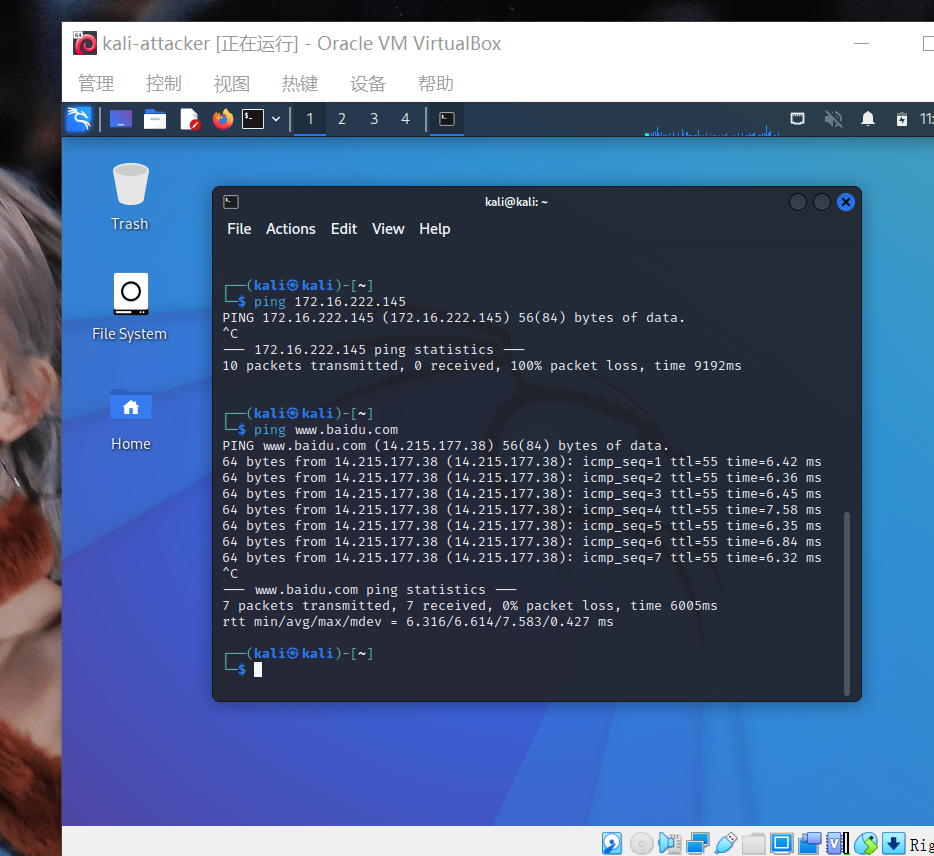 kali-attacker [正在运行] - Oracle VM VirtualBox
管理 控制 视图 热键 设备 帮助
1 2 3 4 11:
Trash
File System
Home
kali@kali: ~
File Actions Edit View Help
┌──(kali㉿kali)-[~]
└─$ ping 172.16.222.145
PING 172.16.222.145 (172.16.222.145) 56(84) bytes of data.
^C
--- 172.16.222.145 ping statistics ---
10 packets transmitted, 0 received, 100% packet loss, time 9192ms
┌──(kali㉿kali)-[~]
└─$ ping www.baidu.com
PING www.baidu.com (14.215.177.38) 56(84) bytes of data.
64 bytes from 14.215.177.38 (14.215.177.38): icmp_seq=1 ttl=55 time=6.42 ms
64 bytes from 14.215.177.38 (14.215.177.38): icmp_seq=2 ttl=55 time=6.36 ms
64 bytes from 14.215.177.38 (14.215.177.38): icmp_seq=3 ttl=55 time=6.45 ms
64 bytes from 14.215.177.38 (14.215.177.38): icmp_seq=4 ttl=55 time=7.58 ms
64 bytes from 14.215.177.38 (14.215.177.38): icmp_seq=5 ttl=55 time=6.35 ms
64 bytes from 14.215.177.38 (14.215.177.38): icmp_seq=6 ttl=55 time=6.84 ms
64 bytes from 14.215.177.38 (14.215.177.38): icmp_seq=7 ttl=55 time=6.32 ms
^C
--- www.baidu.com ping statistics ---
7 packets transmitted, 7 received, 0% packet loss, time 6005ms
rtt min/avg/max/mdev = 6.316/6.614/7.583/0.427 ms
┌──(kali㉿kali)-[~]
└─$